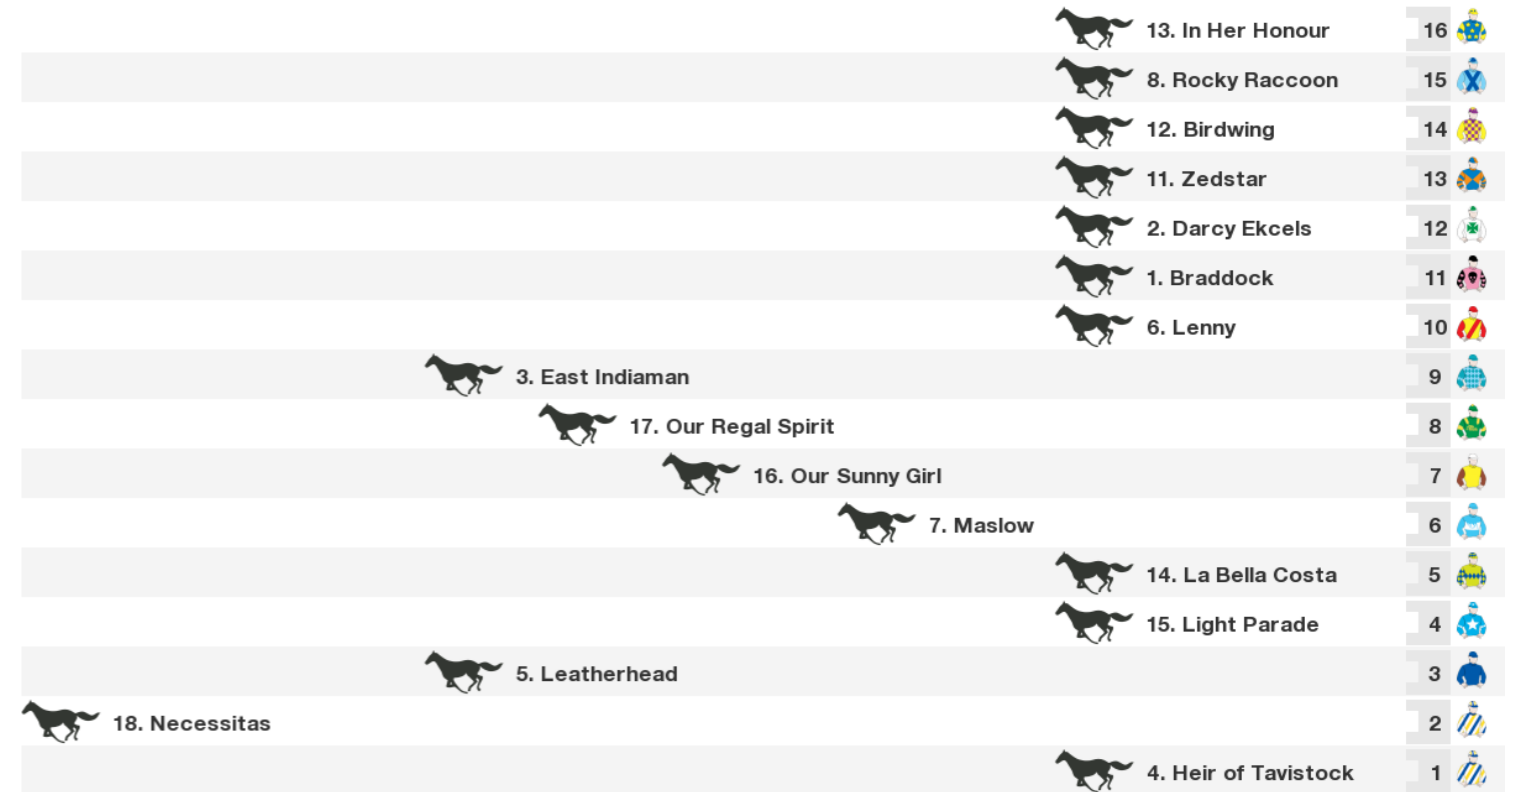 13. In Her Honour 16
8. Rocky Raccoon 15
12. Birdwing 14
11. Zedstar 13
2. Darcy Ekcels 12
1. Braddock 11
6. Lenny 10
3. East Indiaman 9
17. Our Regal Spirit 8
16. Our Sunny Girl 7
7. Maslow 6
14. La Bella Costa 5
15. Light Parade 4
5. Leatherhead 3
18. Necessitas 2
4. Heir of Tavistock 1